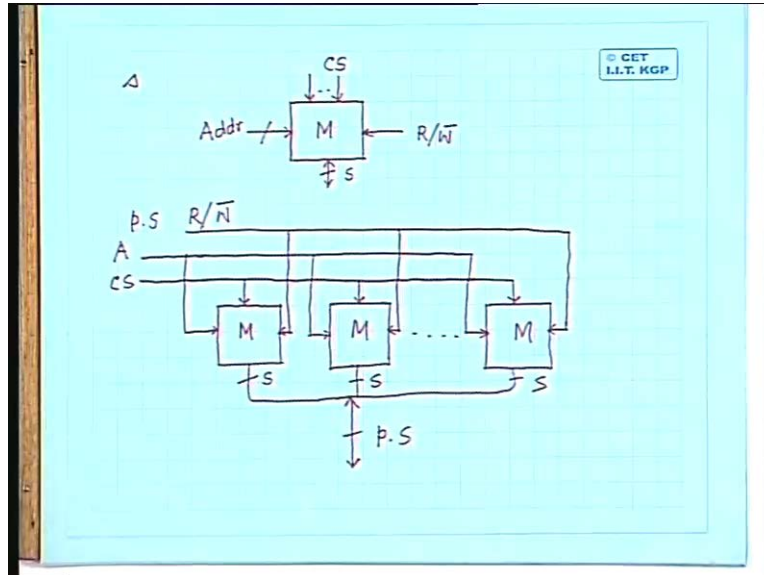 © CET
I.I.T. KGP
CS
s
Addr M R/W̅
s
p.s R/N̅
A
CS
M M .... M
s s s
p.s